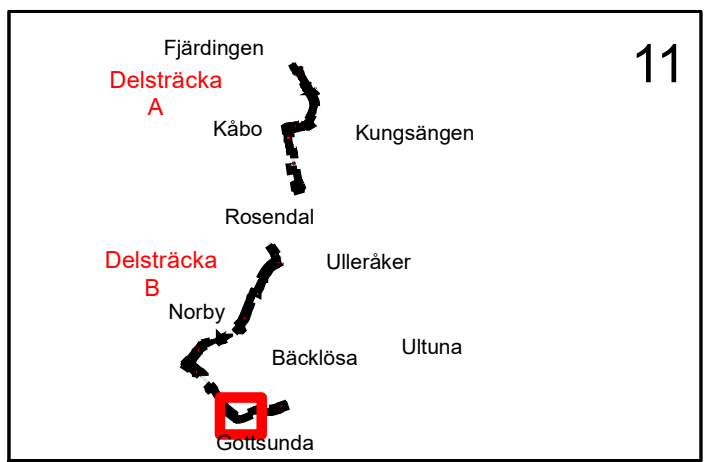 Fjärdingen
11
Delsträcka
A
Kåbo
Kungsängen
Rosendal
Delsträcka
B
Ulleråker
Norby
Ultuna
Bäcklösa
Gottsunda